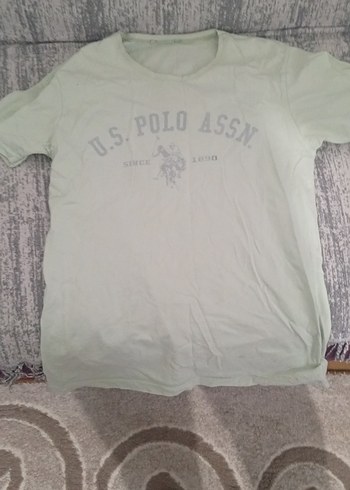 U.S. POLO ASSN.
SINCE 1890